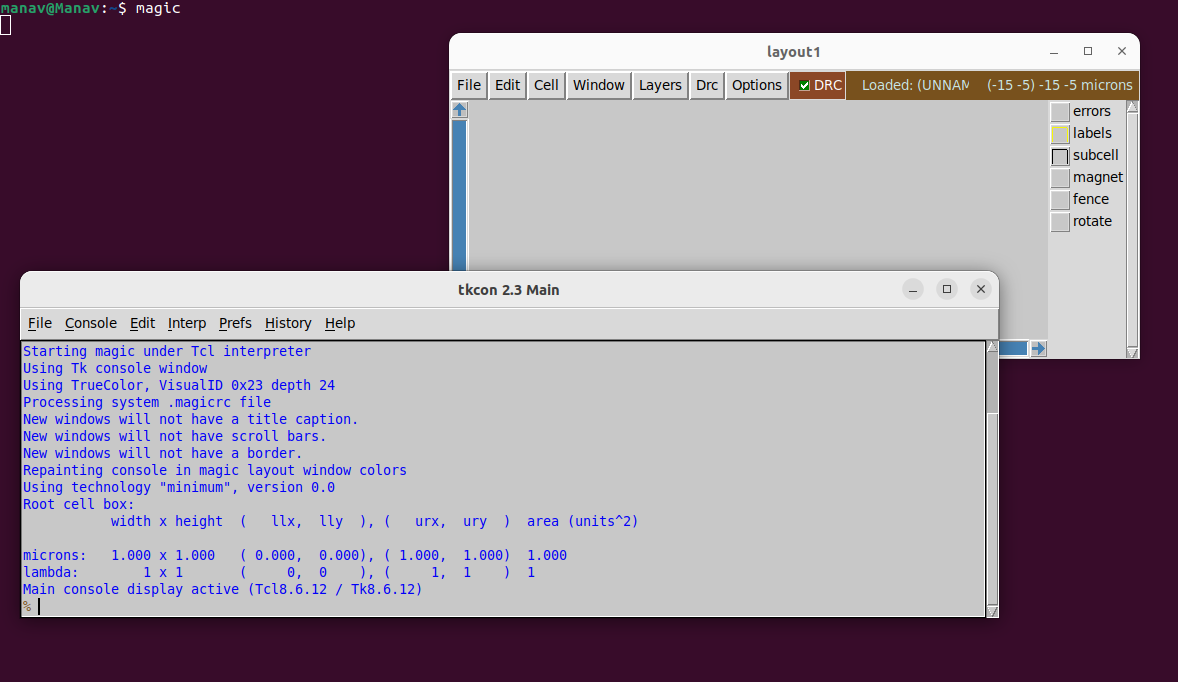 manav@Manav:~$ magic
layout1
File Edit Cell Window Layers Drc Options DRC Loaded: (UNNAM (-15 -5) -15 -5 microns
errors
labels
subcell
magnet
fence
rotate
tkcon 2.3 Main
File Console Edit Interp Prefs History Help
Starting magic under Tcl interpreter
Using Tk console window
Using TrueColor, VisualID 0x23 depth 24
Processing system .magicrc file
New windows will not have a title caption.
New windows will not have scroll bars.
New windows will not have a border.
Repainting console in magic layout window colors
Using technology "minimum", version 0.0
Root cell box:
width x height ( llx, lly ), ( urx, ury ) area (units^2)
microns: 1.000 x 1.000 ( 0.000, 0.000), ( 1.000, 1.000) 1.000
lambda: 1 x 1 ( 0, 0 ), ( 1, 1 ) 1
Main console display active (Tcl8.6.12 / Tk8.6.12)
%